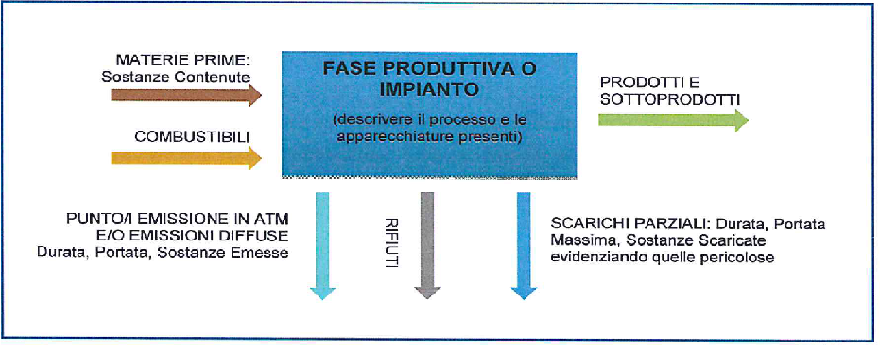 MATERIE PRIME:
Sostanze Contenute
COMBUSTIBILI
FASE PRODUTTIVA O
IMPIANTO
(descrivere il processo e le
apparecchiature presenti)
PRODOTTI E
SOTTOPRODOTTI
PUNTO/I EMISSIONE IN ATM
E/O EMISSIONI DIFFUSE
Durata, Portata, Sostanze Emesse
RIFIUTI
SCARICHI PARZIALI: Durata, Portata
Massima, Sostanze Scaricate
evidenziando quelle pericolose